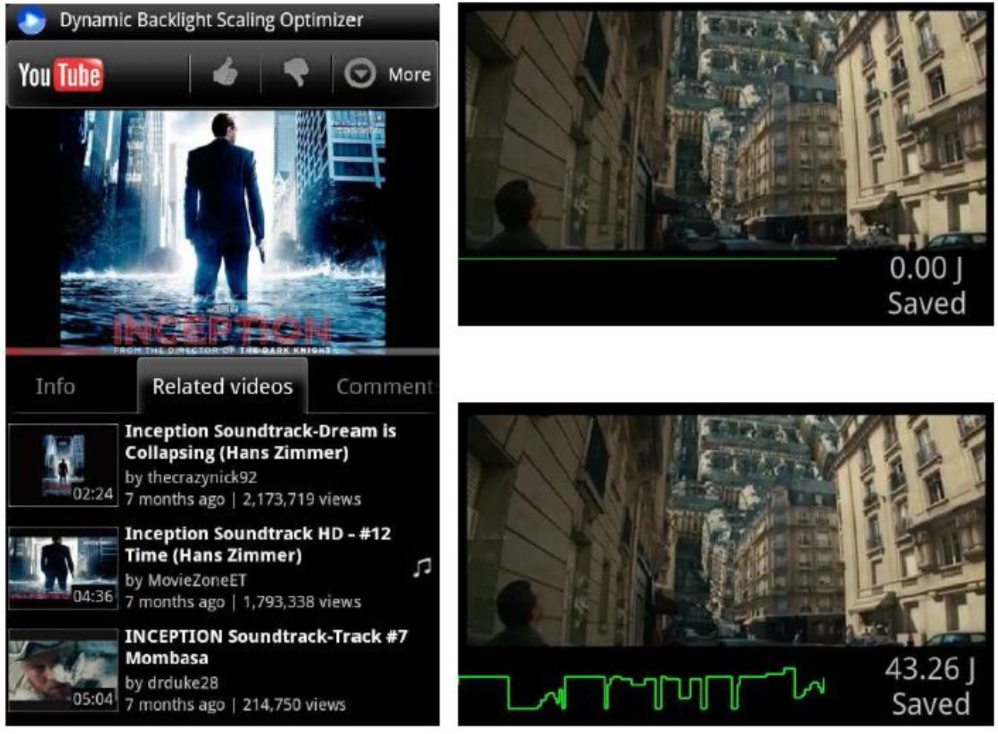 Dynamic Backlight Scaling Optimizer
YouTube
More
INCEPTION
FROM THE DIRECTOR OF THE DARK KNIGHT
Info
Related videos
Comment
Inception Soundtrack-Dream is
Collapsing (Hans Zimmer)
by thecrazynick92
7 months ago | 2,173,719 views
02:24
Inception Soundtrack HD - #12
Time (Hans Zimmer)
by MovieZoneET
7 months ago | 1,793,338 views
04:36
INCEPTION Soundtrack-Track #7
Mombasa
by drduke28
7 months ago | 214,750 views
05:04
0.00 J
Saved
43.26 J
Saved